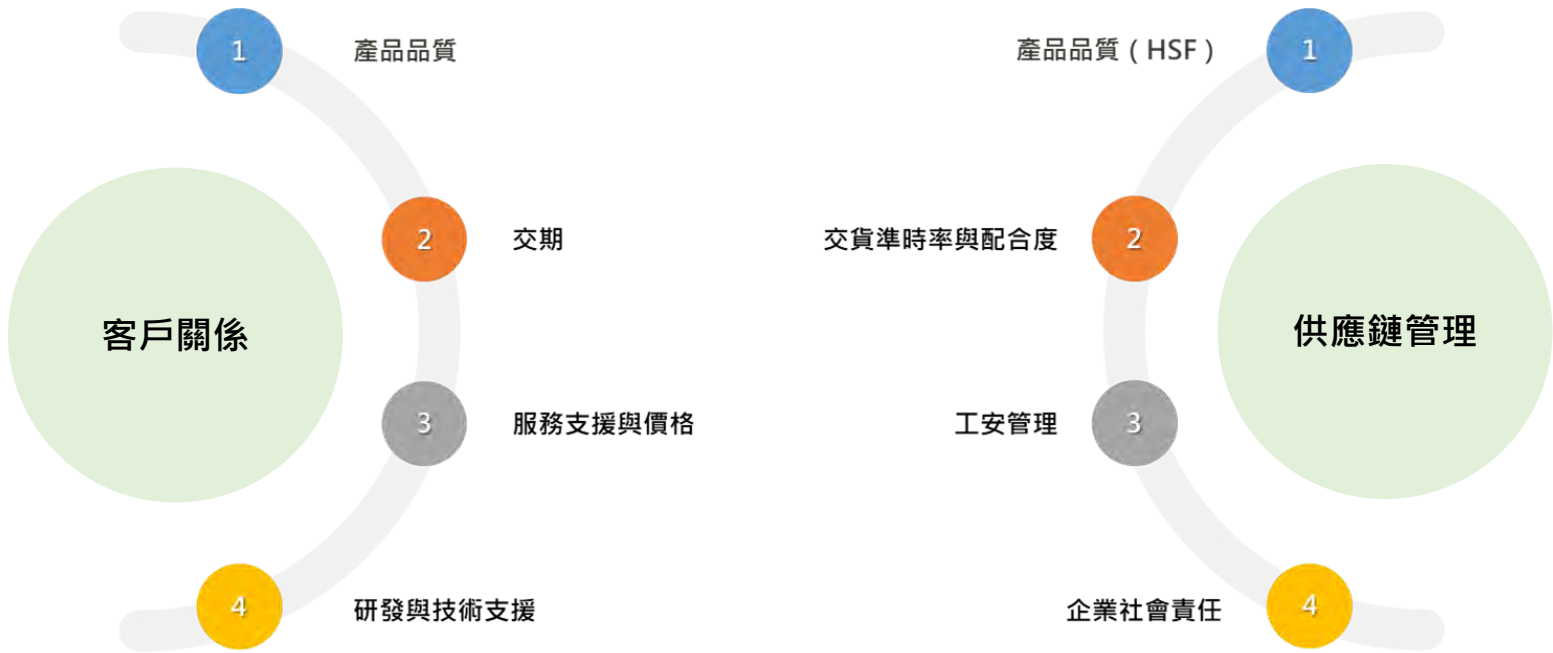 客戶關係
1
產品品質
2
交期
3
服務支援與價格
4
研發與技術支援
供應鏈管理
1
產品品質（HSF）
2
交貨準時率與配合度
3
工安管理
4
企業社會責任